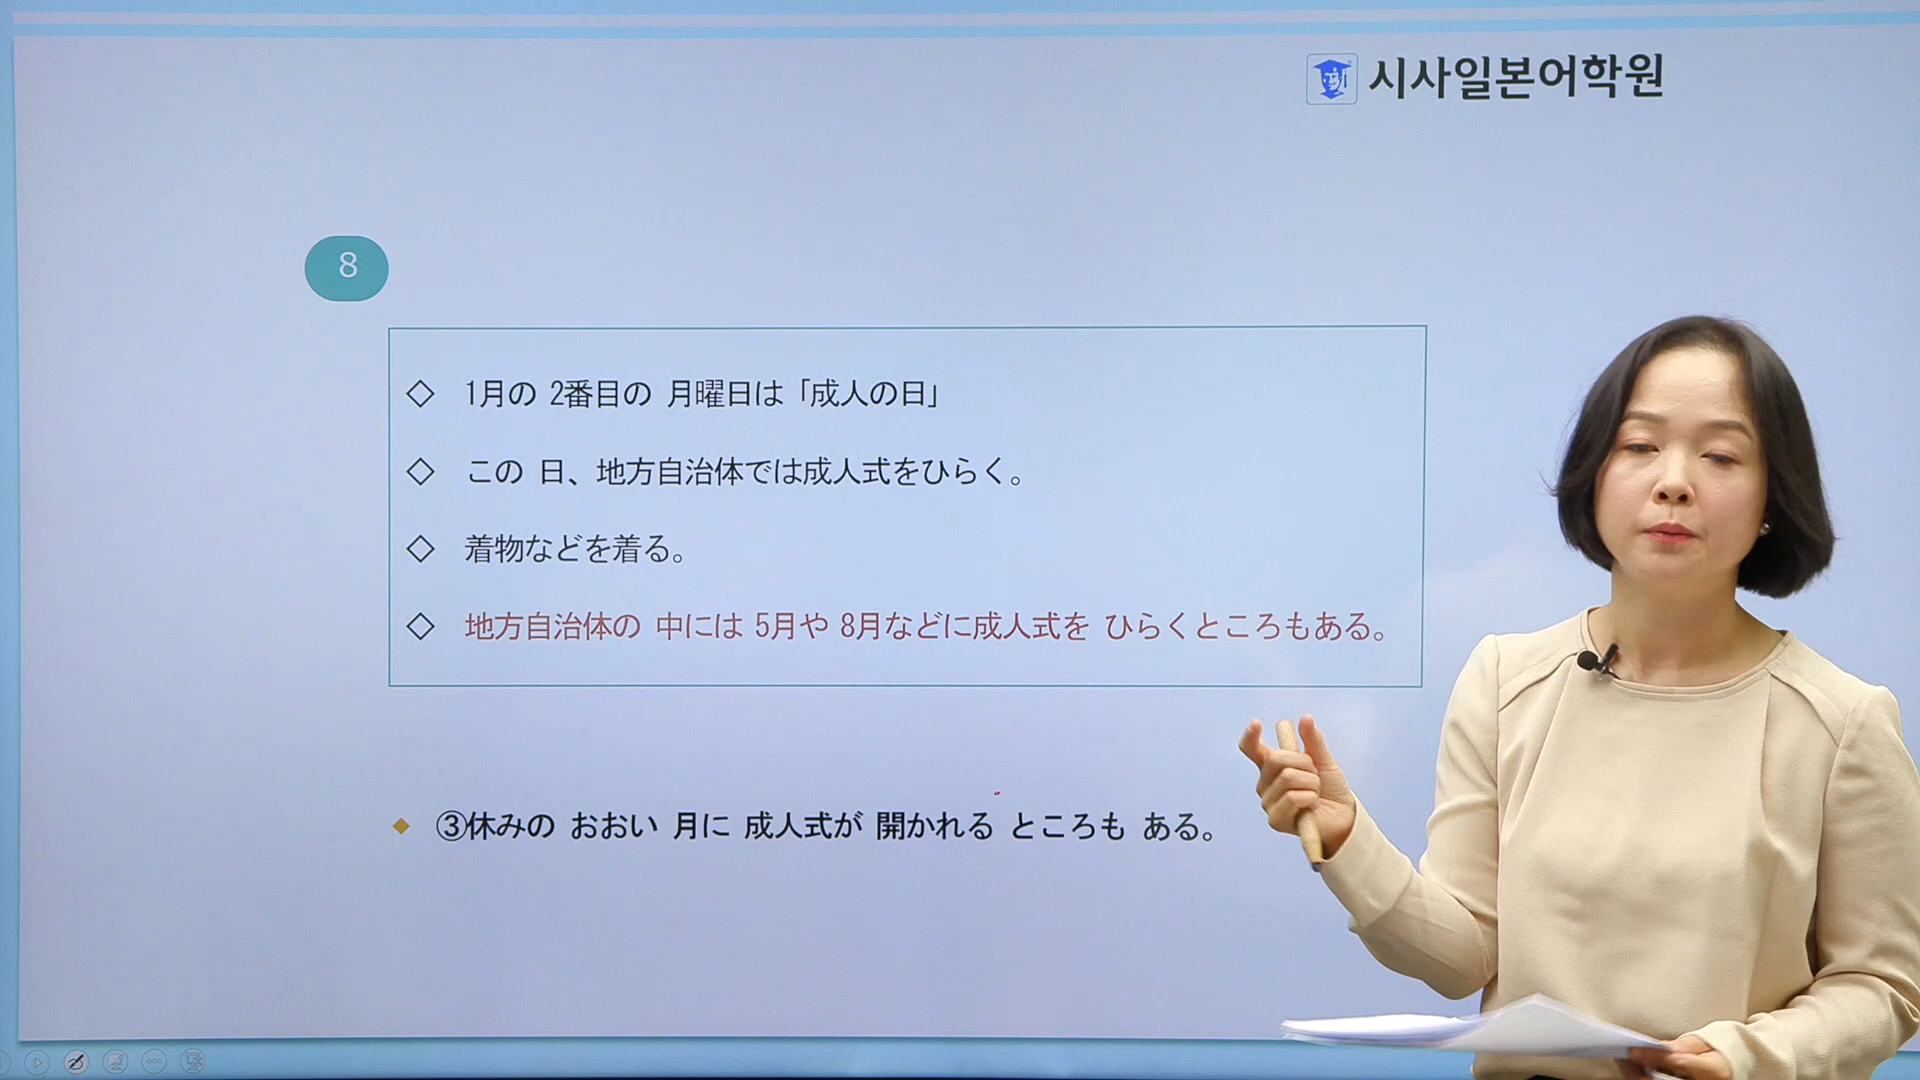 시사일본어학원
8
◇ 1月の 2番目の 月曜日は「成人の日」
◇ この 日、地方自治体では成人式をひらく。
◇ 着物などを着る。
◇ 地方自治体の 中には 5月や 8月などに成人式を ひらくところもある。
◆ ③休みの おおい 月に 成人式が 開かれる ところも ある。